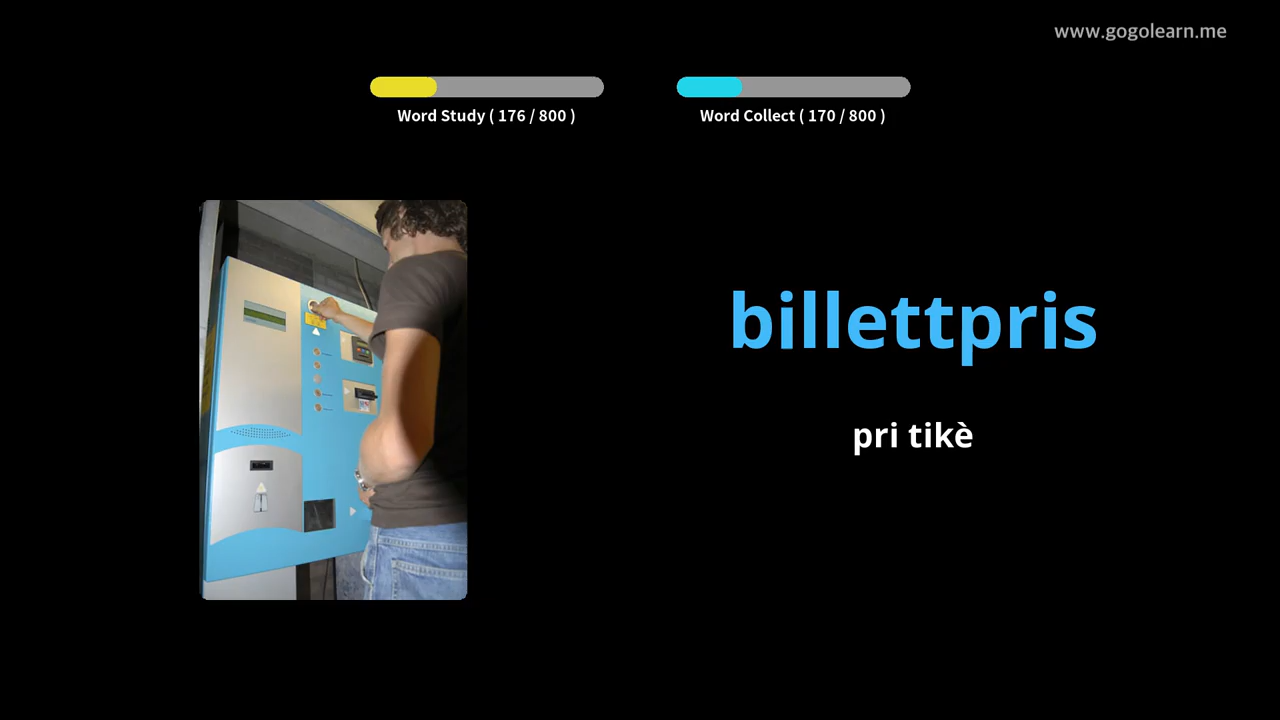 www.gogolearn.me
Word Study ( 176 / 800 )
Word Collect ( 170 / 800 )
billettpris
pri tikè